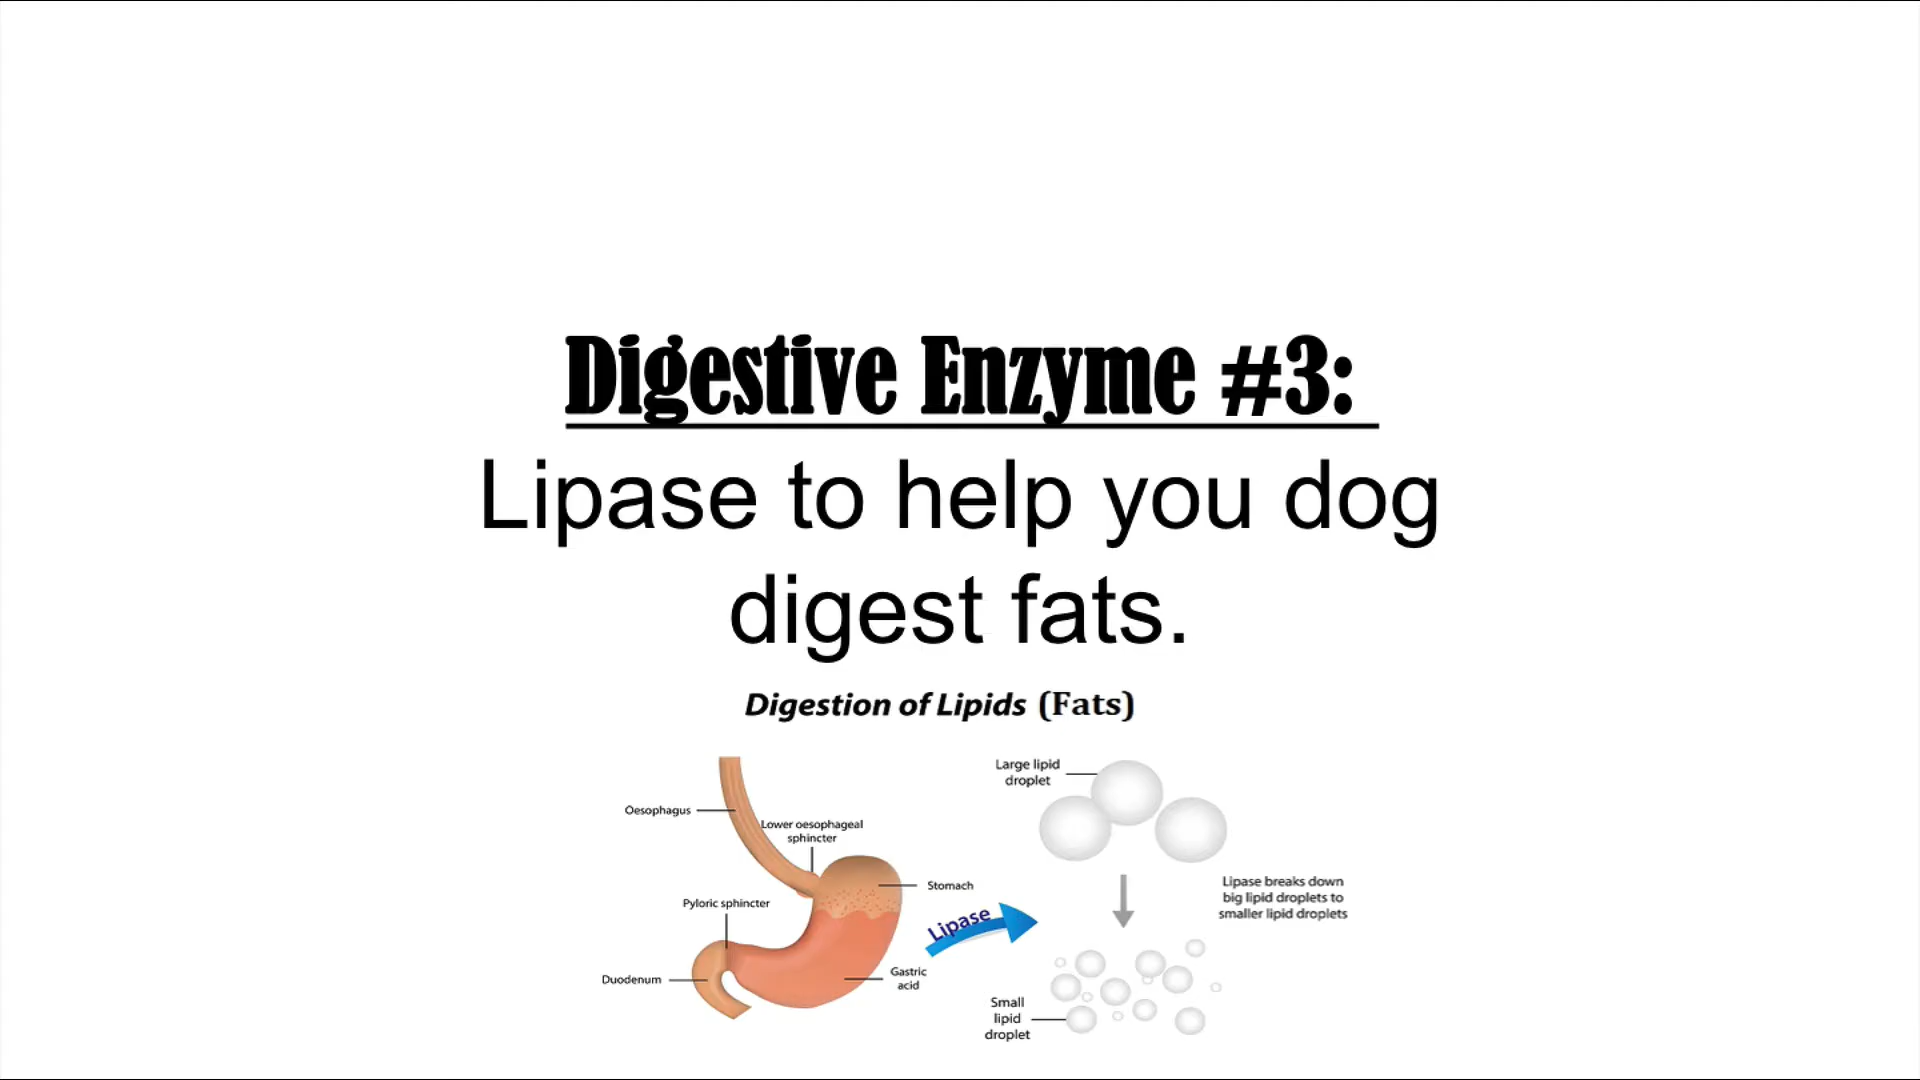 Digestive Enzyme #3:
Lipase to help you dog
digest fats.
Digestion of Lipids (Fats)
Large lipid
droplet
Oesophagus
Lower oesophageal
sphincter
Stomach
Lipase breaks down
big lipid droplets to
smaller lipid droplets
Pyloric sphincter
Lipase
Duodenum
Gastric
acid
Small
lipid
droplet